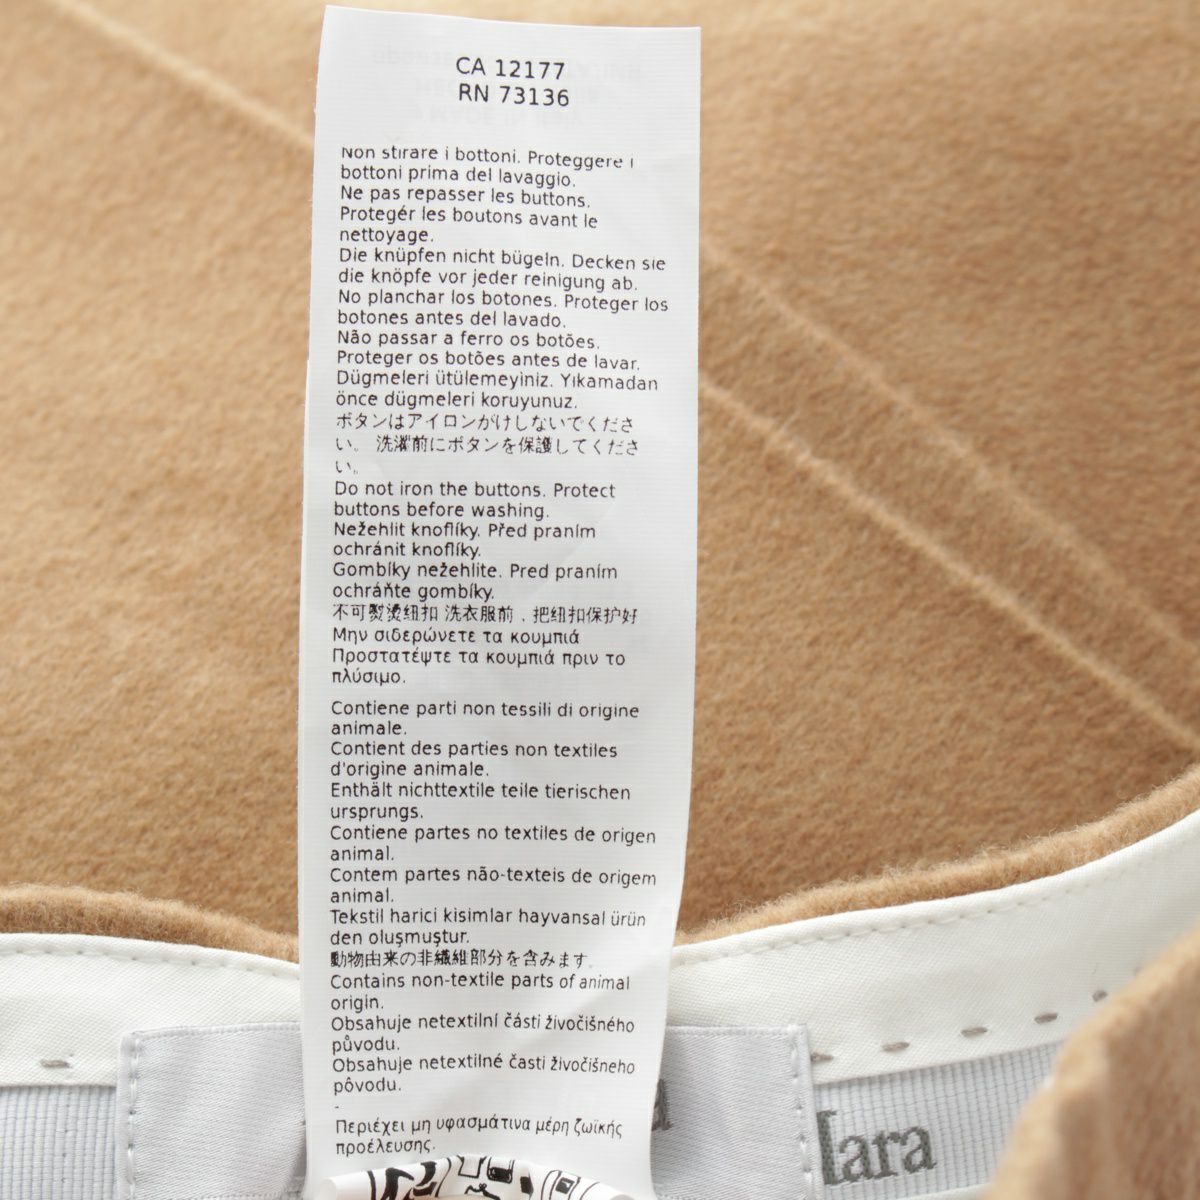 CA 12177
RN 73136
Non stirare i bottoni. Proteggere i
bottoni prima del lavaggio.
Ne pas repasser les buttons.
Protegér les boutons avant le
nettoyage.
Die knüpfen nicht bügeln. Decken sie
die knöpfe vor jeder reinigung ab.
No planchar los botones. Proteger los
botones antes del lavado.
Não passar a ferro os botões.
Proteger os botões antes de lavar.
Dügmeleri ütülemeyiniz. Yıkamadan
önce dügmeleri koruyunuz.
ボタンはアイロンがけしないでくださ
い。 洗濯前にボタンを保護してくださ
い。
Do not iron the buttons. Protect
buttons before washing.
Nežehlit knoflíky. Před praním
ochránit knoflíky.
Gombíky nežehlite. Pred praním
ochráňte gombíky.
不可熨烫纽扣 洗衣服前，把纽扣保护好
Μην σιδερώνετε τα κουμπιά
Προστατέψτε τα κουμπιά πριν το
πλύσιμο.
Contiene parti non tessili di origine
animale.
Contient des parties non textiles
d'origine animale.
Enthält nichttextile teile tierischen
ursprungs.
Contiene partes no textiles de origen
animal.
Contem partes não-texteis de origem
animal.
Tekstil harici kisimlar hayvansal ürün
den oluşmuştur.
動物由来の非繊維部分を含みます。
Contains non-textile parts of animal
origin.
Obsahuje netextilní části živočišného
původu.
Obsahuje netextilné časti živočišneho
pôvodu.
-
Περιέχει μη υφασμάτινα μέρη ζωϊκής
προέλευσης.
lara